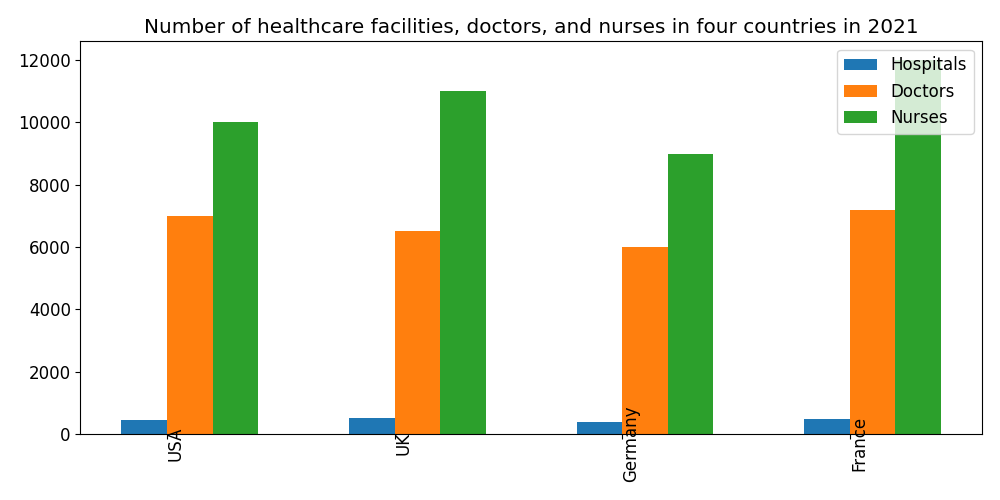 Number of healthcare facilities, doctors, and nurses in four countries in 2021
12000
10000
8000
6000
4000
2000
0
Hospitals
Doctors
Nurses
USA
UK
Germany
France